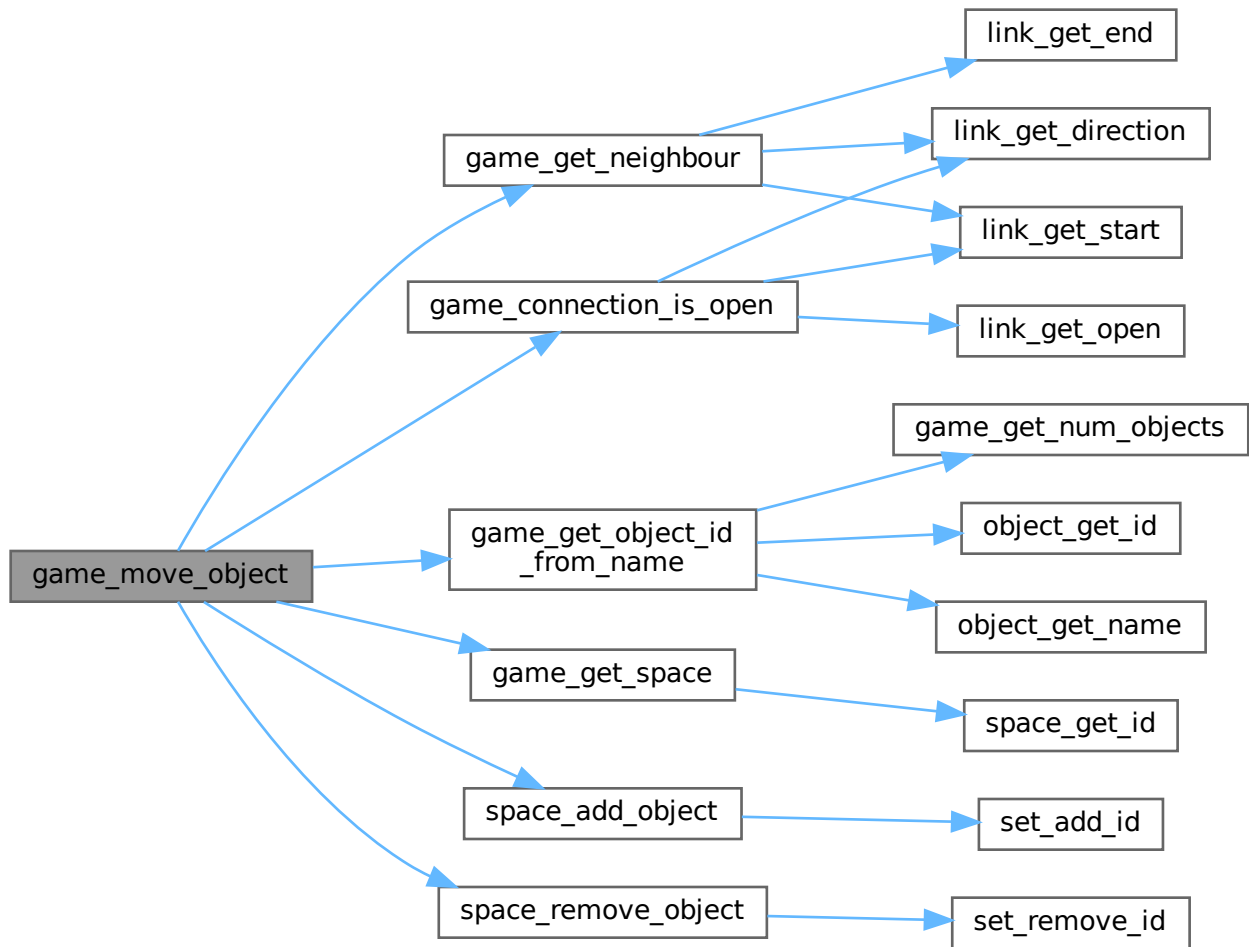 link_get_end
link_get_direction
game_get_neighbour
link_get_start
game_connection_is_open
link_get_open
game_get_num_objects
game_get_object_id
_from_name
object_get_id
game_move_object
object_get_name
game_get_space
space_get_id
space_add_object
set_add_id
space_remove_object
set_remove_id